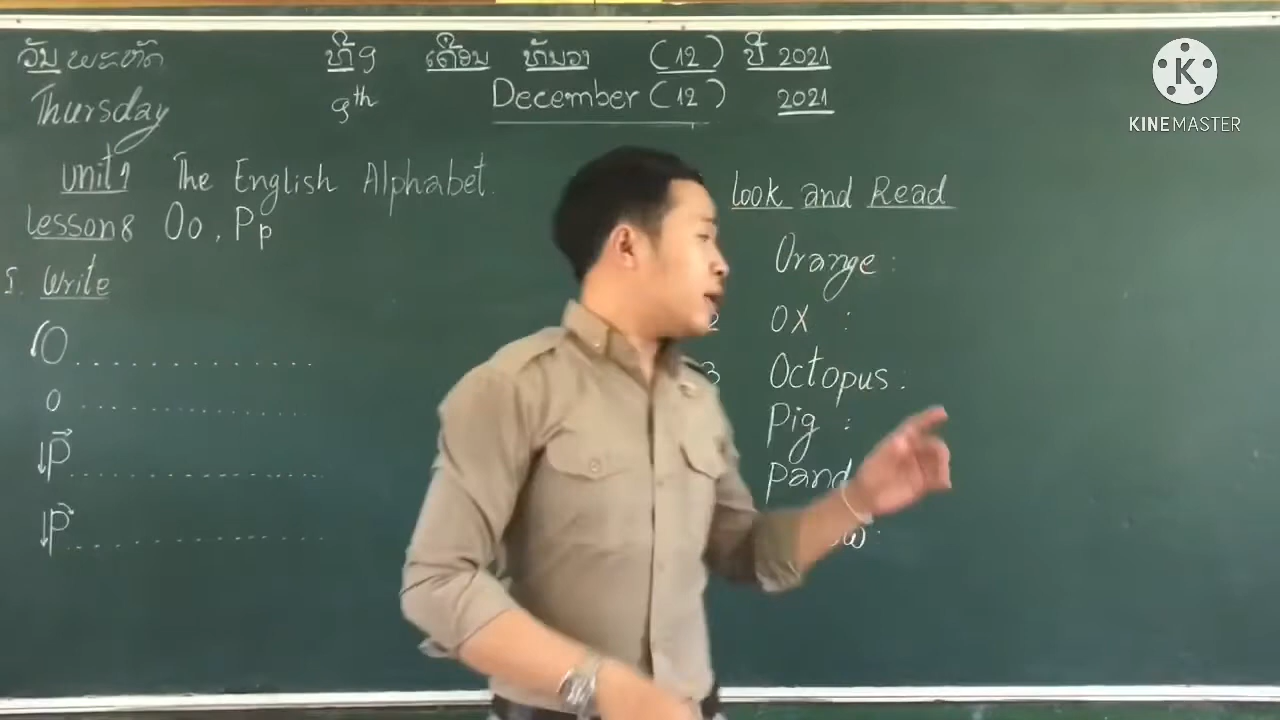 ວັນ ພະຫັດ ທີ 9 ເດືອນ ທັນວາ (12) ປີ 2021
Thursday 9th December (12) 2021
Unit 1 The English Alphabet.
Lesson 8 Oo, Pp
I. Write
O
o
P
P
Look and Read
Orange:
2 OX :
3 Octopus:
Pig :
K
KINEMASTER